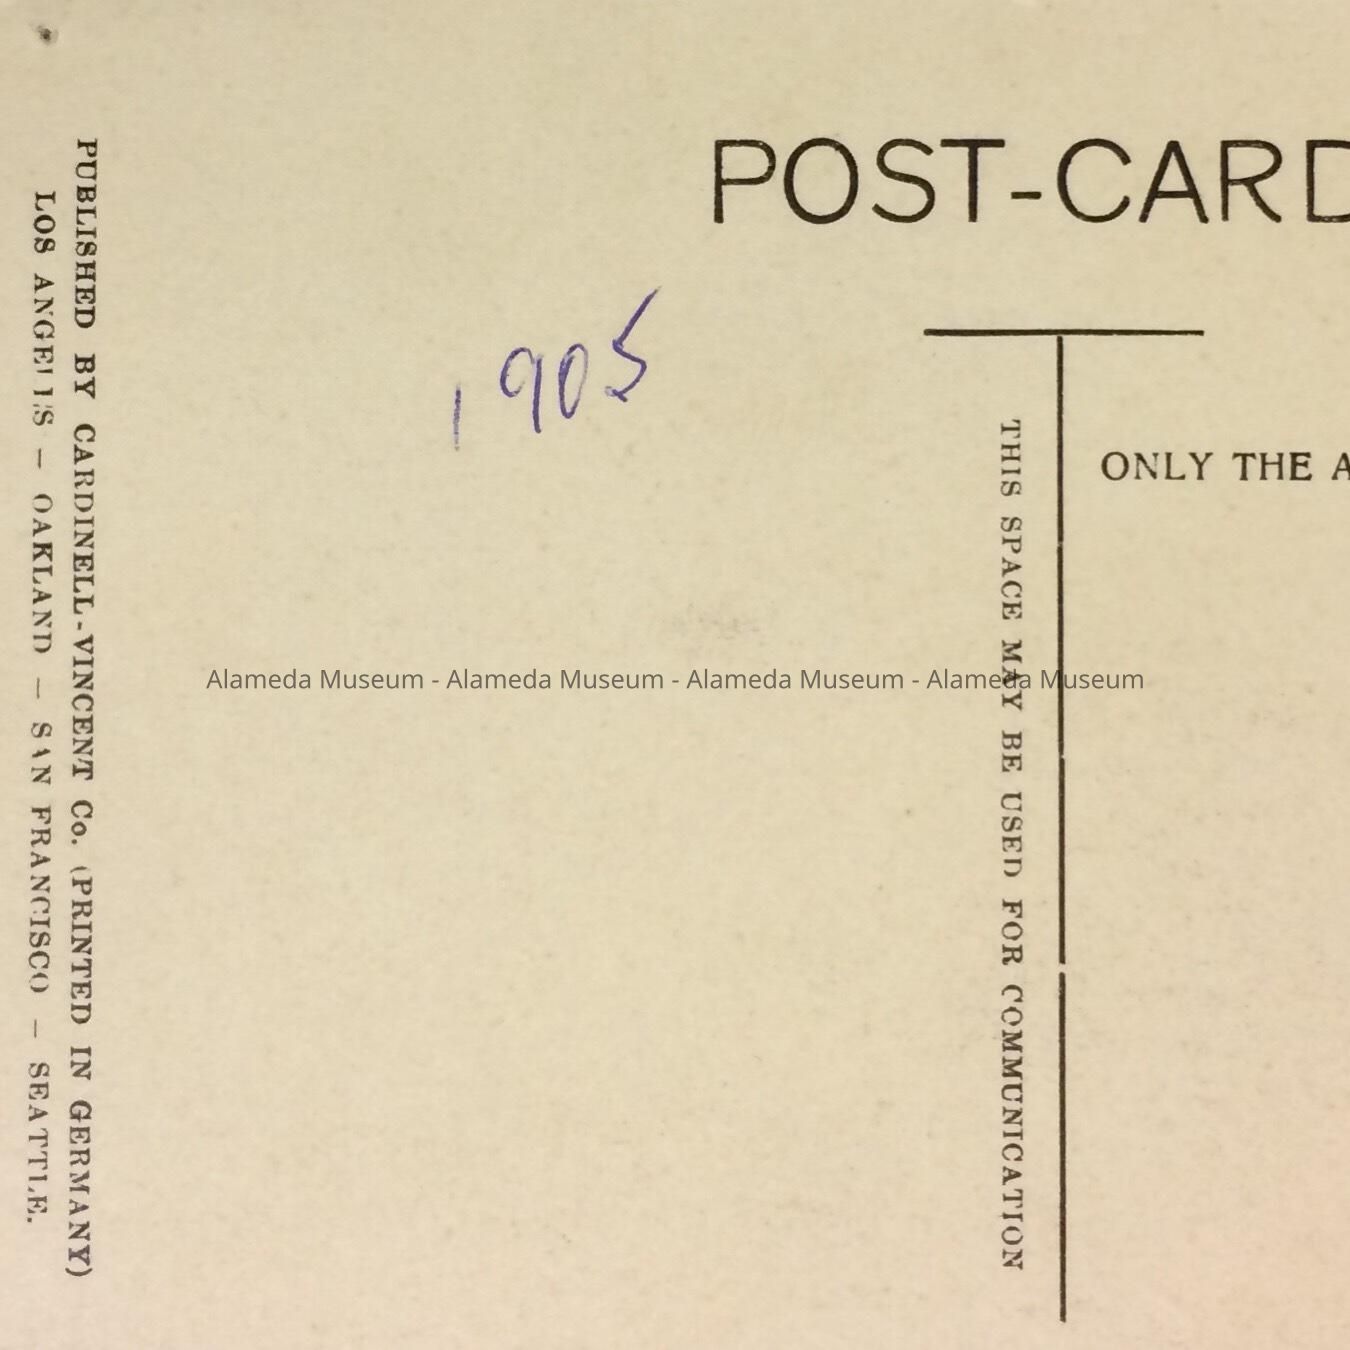 POST-CARD
1905
ONLY THE A
THIS SPACE MAY BE USED FOR COMMUNICATION
PUBLISHED BY CARDINELL-VINCENT Co. (PRINTED IN GERMANY)
LOS ANGELES — OAKLAND — SAN FRANCISCO — SEATTLE.
Alameda Museum - Alameda Museum - Alameda Museum - Alameda Museum